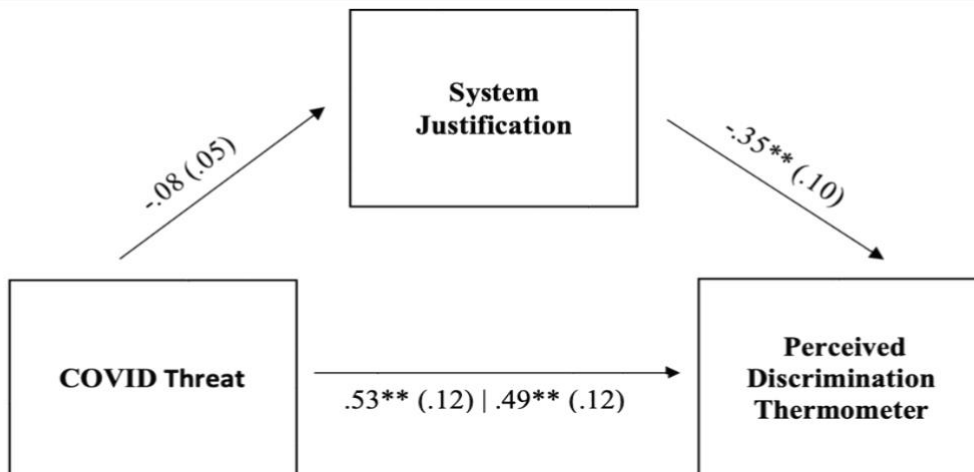 System
Justification
-.08 (.05)
-.35** (.10)
COVID Threat
.53** (.12) | .49** (.12)
Perceived
Discrimination
Thermometer